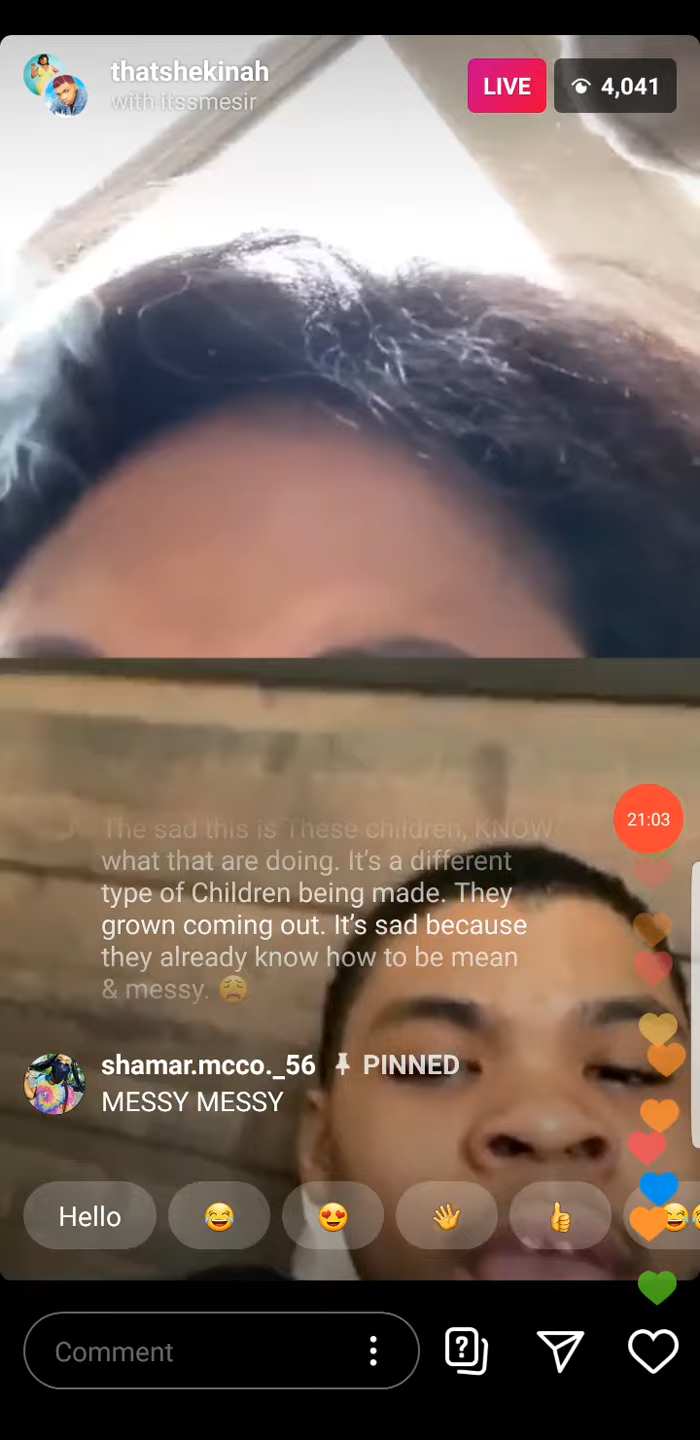 thatshekinah
with itssmesir
LIVE
4,041
The sad this is These children, KNOW
what that are doing. It’s a different
type of Children being made. They
grown coming out. It’s sad because
they already know how to be mean
& messy. 😩
21:03
shamar.mcco._56 PINNED
MESSY MESSY
Hello 😂 😍 👋 👍 😂
Comment